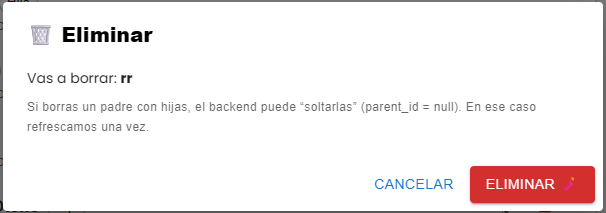 Eliminar
Vas a borrar: rr
Si borras un padre con hijas, el backend puede “soltarlas” (parent_id = null). En ese caso
refrescamos una vez.
CANCELAR
ELIMINAR